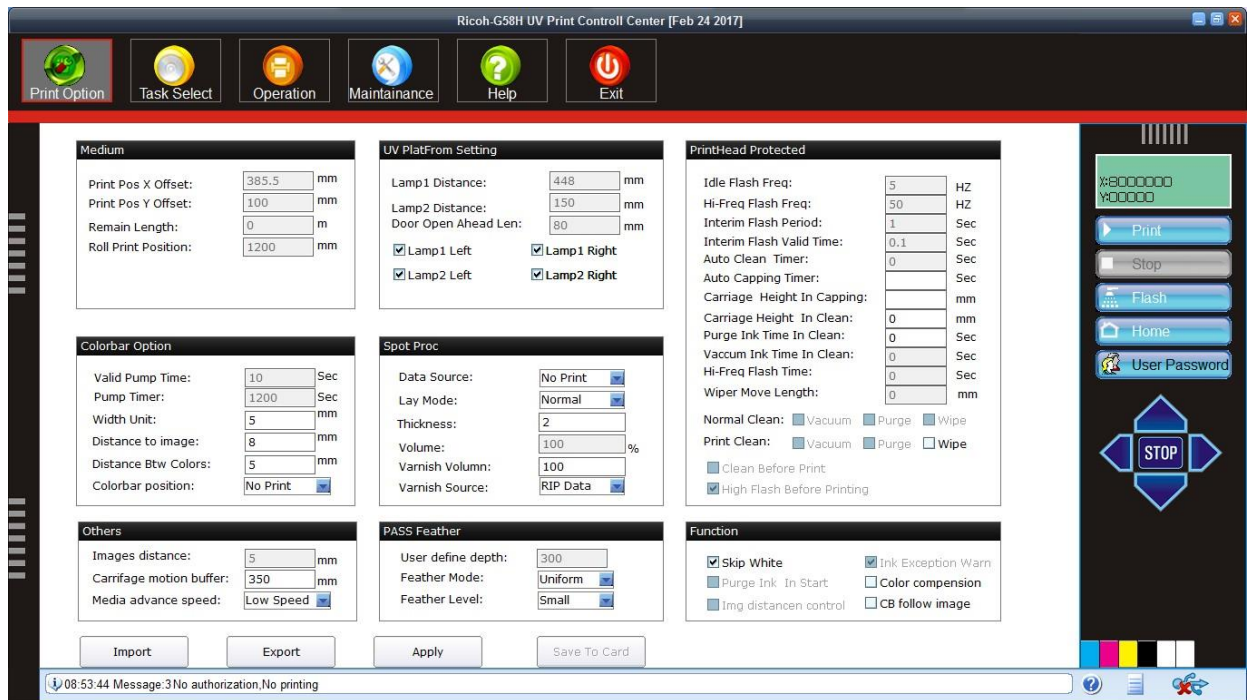 Ricoh-G58H UV Print Controll Center [Feb 24 2017]
Print Option
Task Select
Operation
Maintainance
Help
Exit
Medium
Print Pos X Offset: 385.5 mm
Print Pos Y Offset: 100 mm
Remain Length: 0 m
Roll Print Position: 1200 mm
UV PlatFrom Setting
Lamp1 Distance: 448 mm
Lamp2 Distance: 150 mm
Door Open Ahead Len: 80 mm
Lamp1 Left Lamp1 Right
Lamp2 Left Lamp2 Right
PrintHead Protected
Idle Flash Freq: 5 HZ
Hi-Freq Flash Freq: 50 HZ
Interim Flash Period: 1 Sec
Interim Flash Valid Time: 0.1 Sec
Auto Clean Timer: 0 Sec
Auto Capping Timer: Sec
Carriage Height In Capping: mm
Carriage Height In Clean: 0 mm
Purge Ink Time In Clean: 0 Sec
Vaccum Ink Time In Clean: 0 Sec
Hi-Freq Flash Time: 0 Sec
Wiper Move Length: 0 mm
Normal Clean: Vacuum Purge Wipe
Print Clean: Vacuum Purge Wipe
Clean Before Print
High Flash Before Printing
Colorbar Option
Valid Pump Time: 10 Sec
Pump Timer: 1200 Sec
Width Unit: 5 mm
Distance to image: 8 mm
Distance Btw Colors: 5 mm
Colorbar position: No Print
Spot Proc
Data Source: No Print
Lay Mode: Normal
Thickness: 2
Volume: 100 %
Varnish Volumn: 100
Varnish Source: RIP Data
Others
Images distance: 5 mm
Carrifage motion buffer: 350 mm
Media advance speed: Low Speed
PASS Feather
User define depth: 300
Feather Mode: Uniform
Feather Level: Small
Function
Skip White Ink Exception Warn
Purge Ink In Start Color compension
Img distancen control CB follow image
Import
Export
Apply
Save To Card
X:8000000
Y:00000
Print
Stop
Flash
Home
User Password
STOP
08:53:44 Message:3 No authorization,No printing